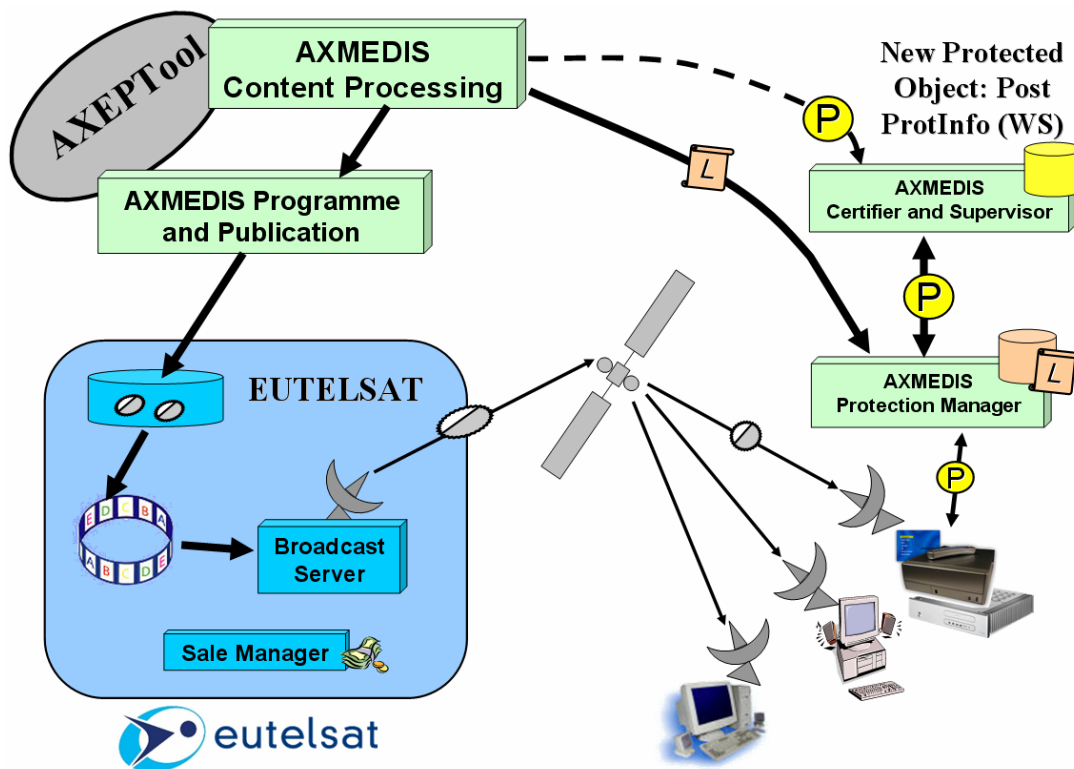 AXEPTool
AXMEDIS
Content Processing
New Protected
Object: Post
ProtInfo (WS)
P
L
AXMEDIS
Certifier and Supervisor
AXMEDIS Programme
and Publication
P
EUTELSAT
AXMEDIS
Protection Manager
L
P
E D C B A
A B C D E
Broadcast
Server
Sale Manager
eutelsat